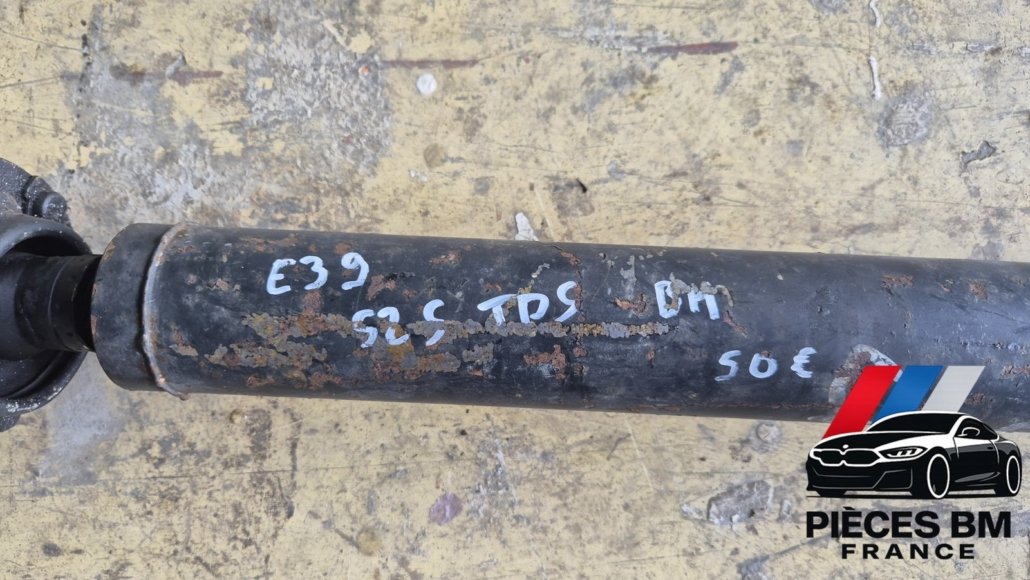 E39
525 TDS BM
50€
PIÈCES BM
FRANCE